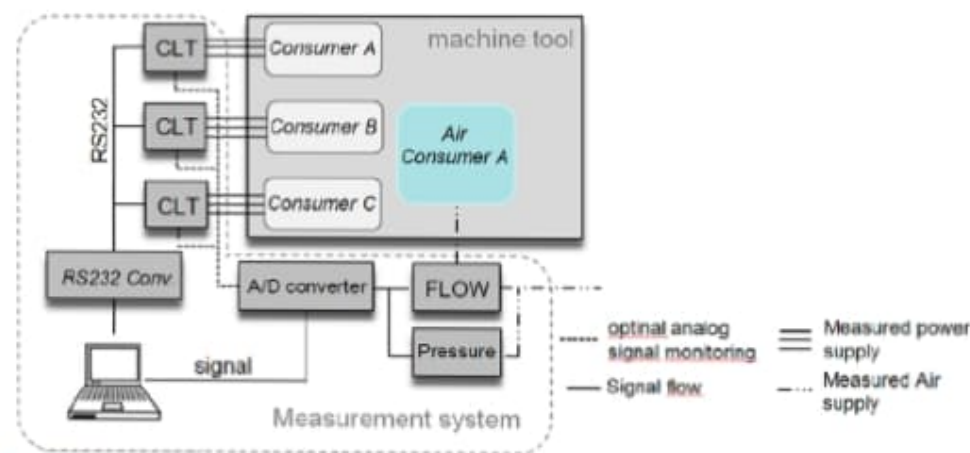 CLT
Consumer A
machine tool
RS232
CLT
Consumer B
Air
Consumer A
CLT
Consumer C
RS232 Conv.
A/D converter
FLOW
Pressure
signal
Measurement system
optinal analog
signal monitoring
Signal flow
Measured power
supply
Measured Air
supply